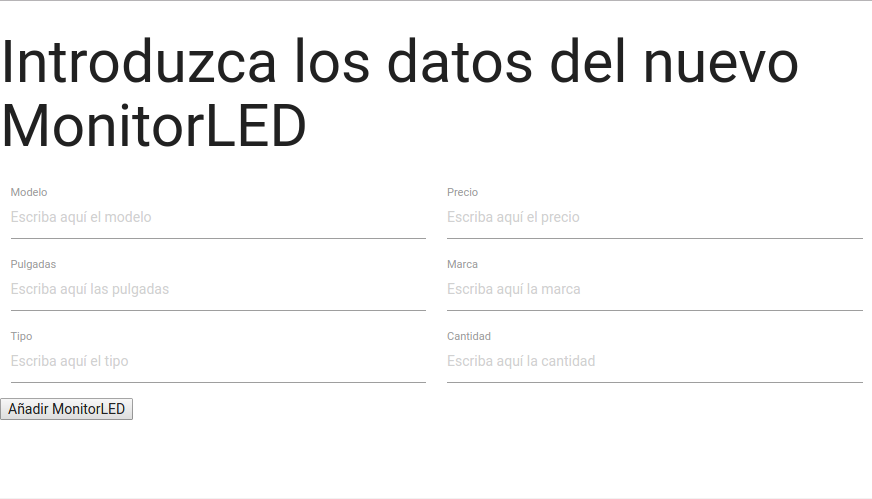 Introduzca los datos del nuevo
MonitorLED
Modelo
Escriba aquí el modelo
Precio
Escriba aquí el precio
Pulgadas
Escriba aquí las pulgadas
Marca
Escriba aquí la marca
Tipo
Escriba aquí el tipo
Cantidad
Escriba aquí la cantidad
Añadir MonitorLED